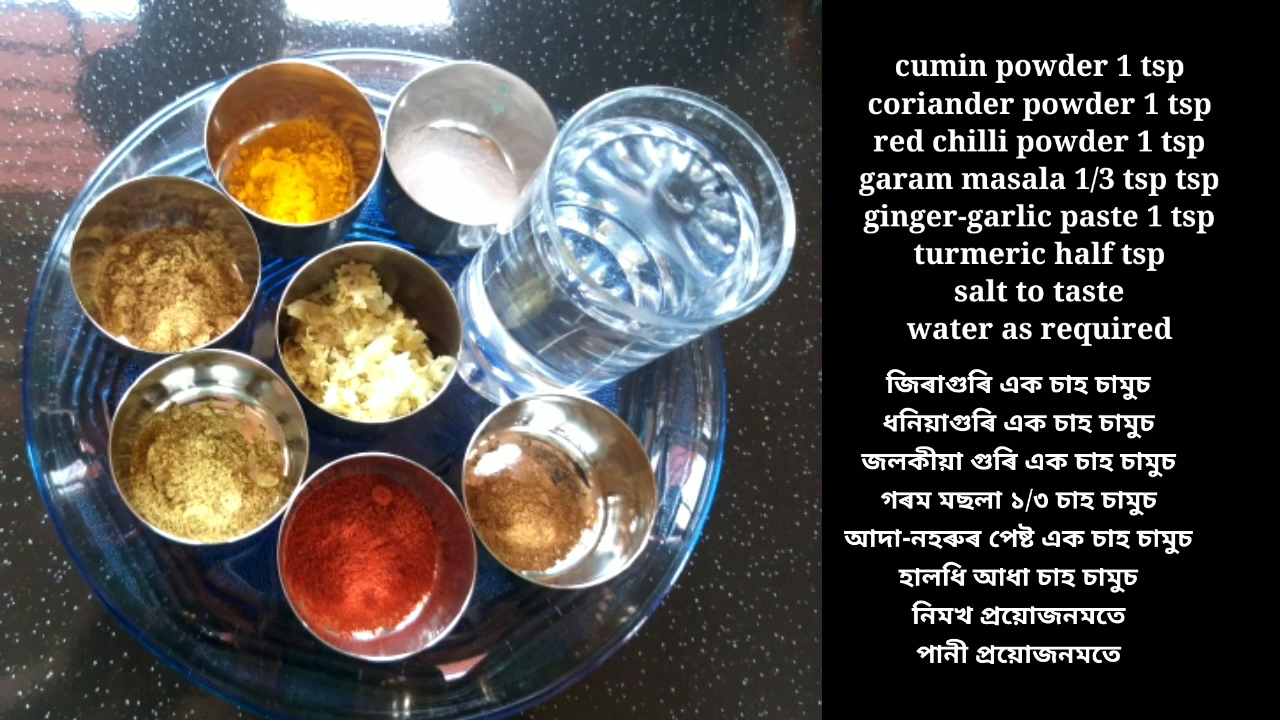 cumin powder 1 tsp
coriander powder 1 tsp
red chilli powder 1 tsp
garam masala 1/3 tsp tsp
ginger-garlic paste 1 tsp
turmeric half tsp
salt to taste
water as required
জিৰাগুৰি এক চাহ চামুচ
ধনিয়াগুৰি এক চাহ চামুচ
জলকীয়া গুৰি এক চাহ চামুচ
গৰম মছলা ১/৩ চাহ চামুচ
আদা-নহৰুৰ পেষ্ট এক চাহ চামুচ
হালধি আধা চাহ চামুচ
নিমখ প্ৰয়োজনমতে
পানী প্ৰয়োজনমতে